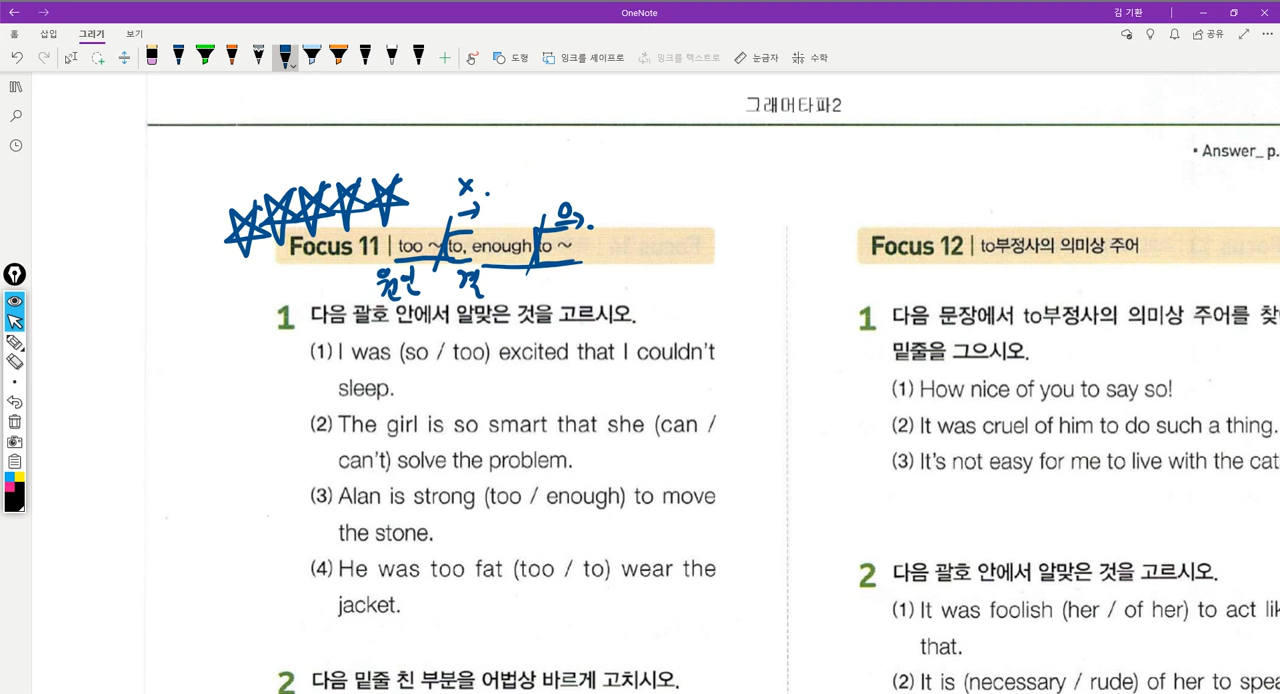 OneNote
김 기환
홈 삽입 그리기 보기
공유
도형 잉크를 셰이프로 잉크를 텍스트로 눈금자 수학
그래머타파2
• Answer_ p.
x
o
Focus 11 | too ~ to, enough to ~
원인 결
1 다음 괄호 안에서 알맞은 것을 고르시오.
(1) I was (so / too) excited that I couldn't
sleep.
(2) The girl is so smart that she (can /
can't) solve the problem.
(3) Alan is strong (too / enough) to move
the stone.
(4) He was too fat (too / to) wear the
jacket.
2 다음 밑줄 친 부분을 어법상 바르게 고치시오.
Focus 12 | to부정사의 의미상 주어
1 다음 문장에서 to부정사의 의미상 주어를
밑줄을 그으시오.
(1) How nice of you to say so!
(2) It was cruel of him to do such a thing.
(3) It's not easy for me to live with the cat
2 다음 괄호 안에서 알맞은 것을 고르시오.
(1) It was foolish (her / of her) to act
that.
(2) It is (necessary / rude) of her to